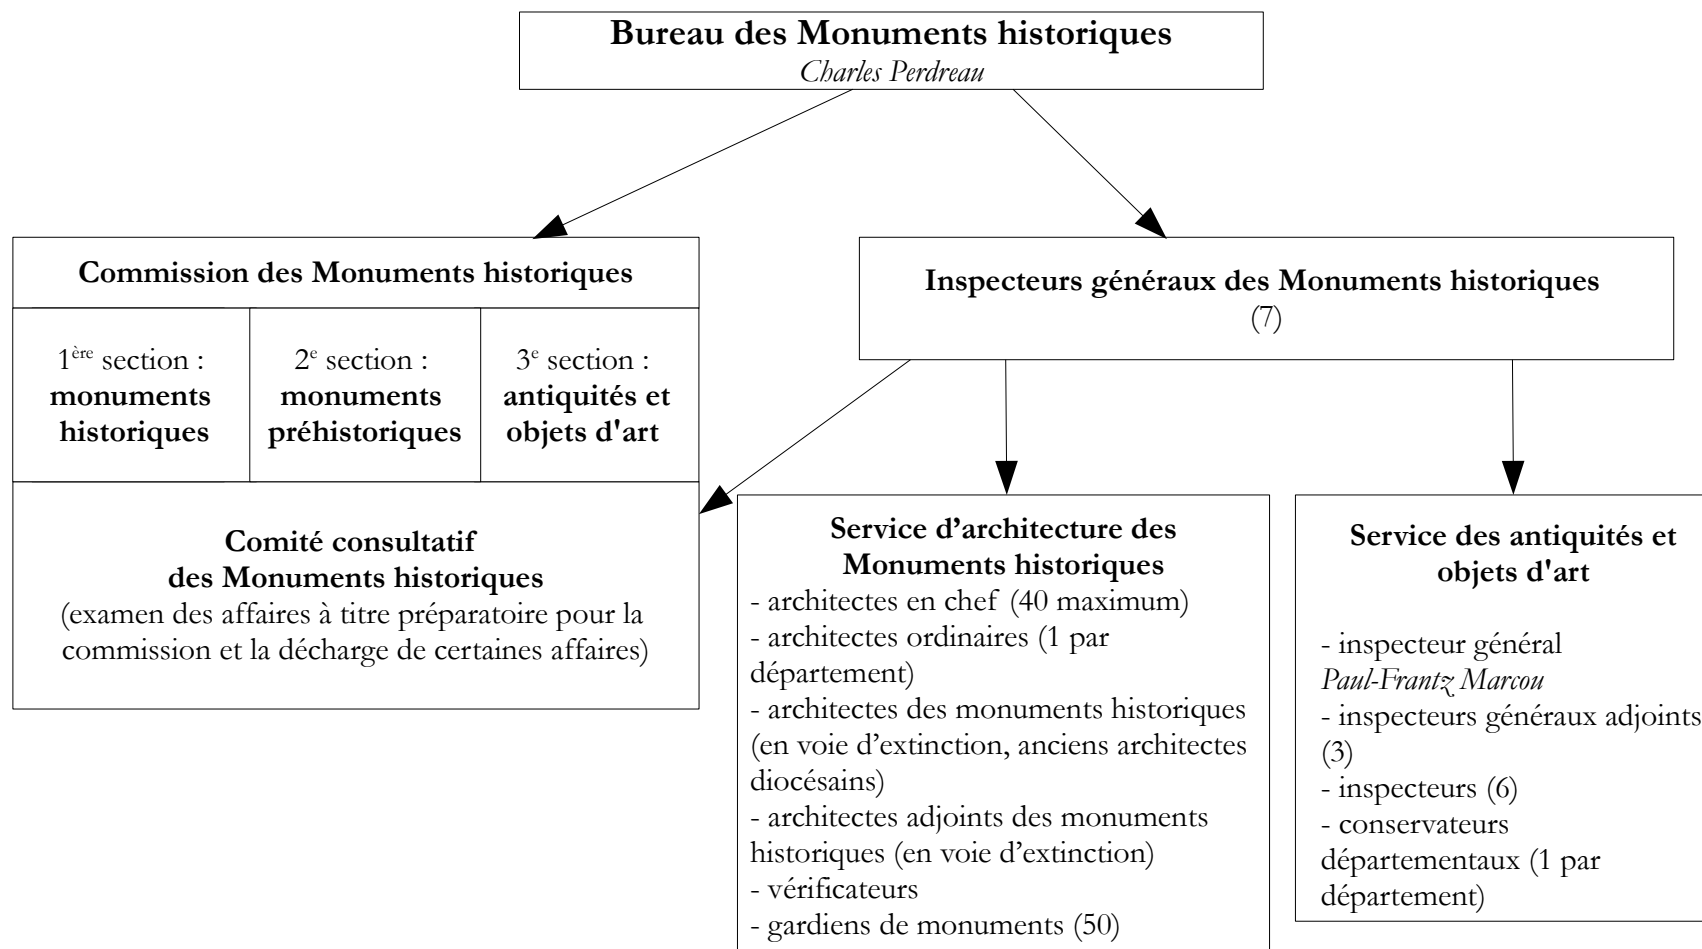 Bureau des Monuments historiques
Charles Perdreau
Commission des Monuments historiques
1ère section :
monuments
historiques
2e section :
monuments
préhistoriques
3e section :
antiquités et
objets d'art
Comité consultatif
des Monuments historiques
(examen des affaires à titre préparatoire pour la
commission et la décharge de certaines affaires)
Inspecteurs généraux des Monuments historiques
(7)
Service d’architecture des
Monuments historiques
- architectes en chef (40 maximum)
- architectes ordinaires (1 par
département)
- architectes des monuments historiques
(en voie d’extinction, anciens architectes
diocésains)
- architectes adjoints des monuments
historiques (en voie d’extinction)
- vérificateurs
- gardiens de monuments (50)
Service des antiquités et
objets d'art
- inspecteur général
Paul-Frantz Marcou
- inspecteurs généraux adjoints
(3)
- inspecteurs (6)
- conservateurs
départementaux (1 par
département)